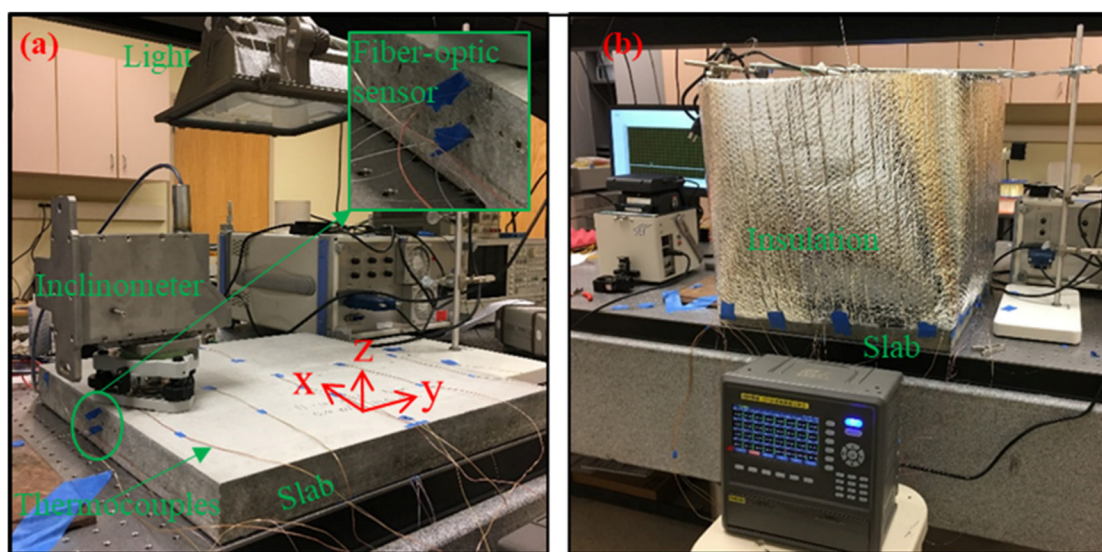 (a)
Light
Fiber-optic
sensor
Inclinometer
z
x
y
Thermocouples
Slab
(b)
Insulation
Slab